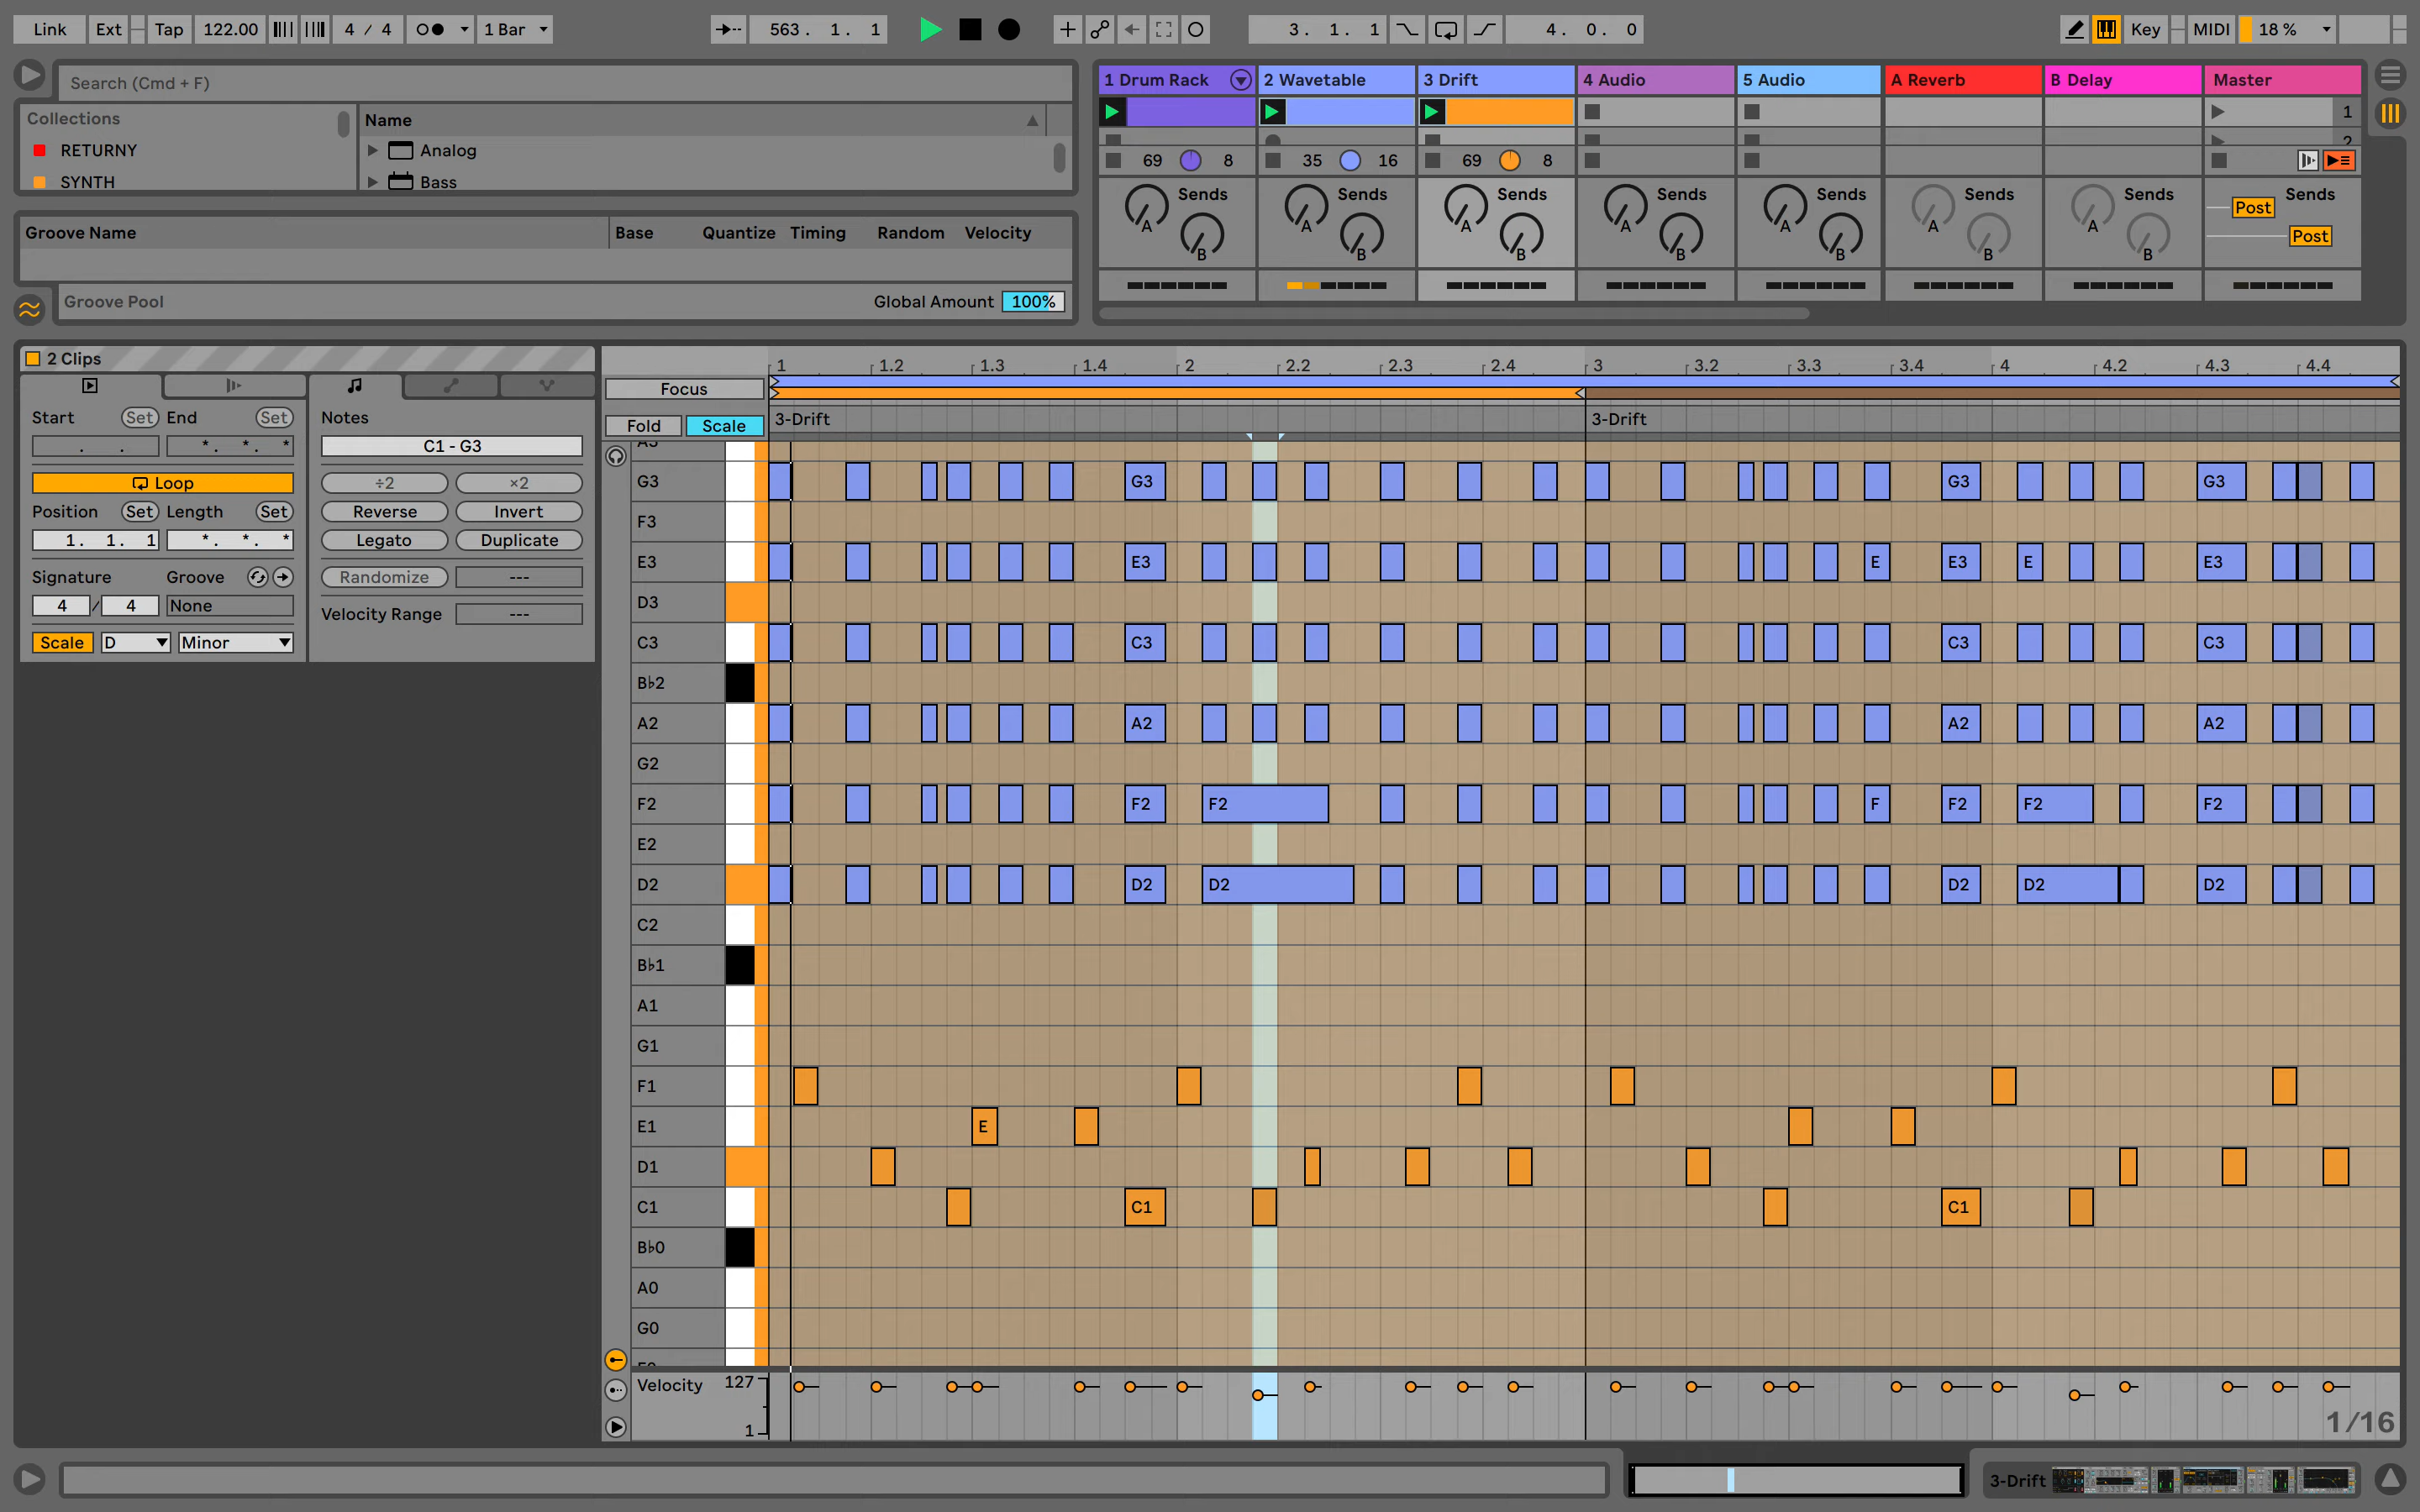 Link Ext Tap 122.00 4 / 4 1 Bar 563. 1. 1 3. 1. 1 4. 0. 0 Key MIDI 18 %
Search (Cmd + F)
Collections Name
RETURNY Analog
SYNTH Bass
Groove Name Base Quantize Timing Random Velocity
Groove Pool Global Amount 100%
1 Drum Rack 2 Wavetable 3 Drift 4 Audio 5 Audio A Reverb B Delay Master
1
2
69 8 35 16 69 8
Sends Sends Sends Sends Sends Sends Sends Sends
A A A A A A A Post
B B B B B B B Post
2 Clips
Start Set End Set Notes
. . *. *. * C1 - G3
Loop ÷2 ×2
Position Set Length Set Reverse Invert
1. 1. 1 *. *. * Legato Duplicate
Signature Groove Randomize ---
4 / 4 None Velocity Range ---
Scale D Minor
1 1.2 1.3 1.4 2 2.2 2.3 2.4 3 3.2 3.3 3.4 4 4.2 4.3 4.4
Focus
Fold Scale 3-Drift 3-Drift
G3 G3 G3 G3
F3
E3 E3 E E3 E E3
D3
C3 C3 C3 C3
B♭2
A2 A2 A2 A2
G2
F2 F2 F2 F F2 F2 F2
E2
D2 D2 D2 D2 D2 D2
C2
B♭1
A1
G1
F1
E1 E
D1
C1 C1 C1
B♭0
A0
G0
Velocity 127
1 1/16
3-Drift